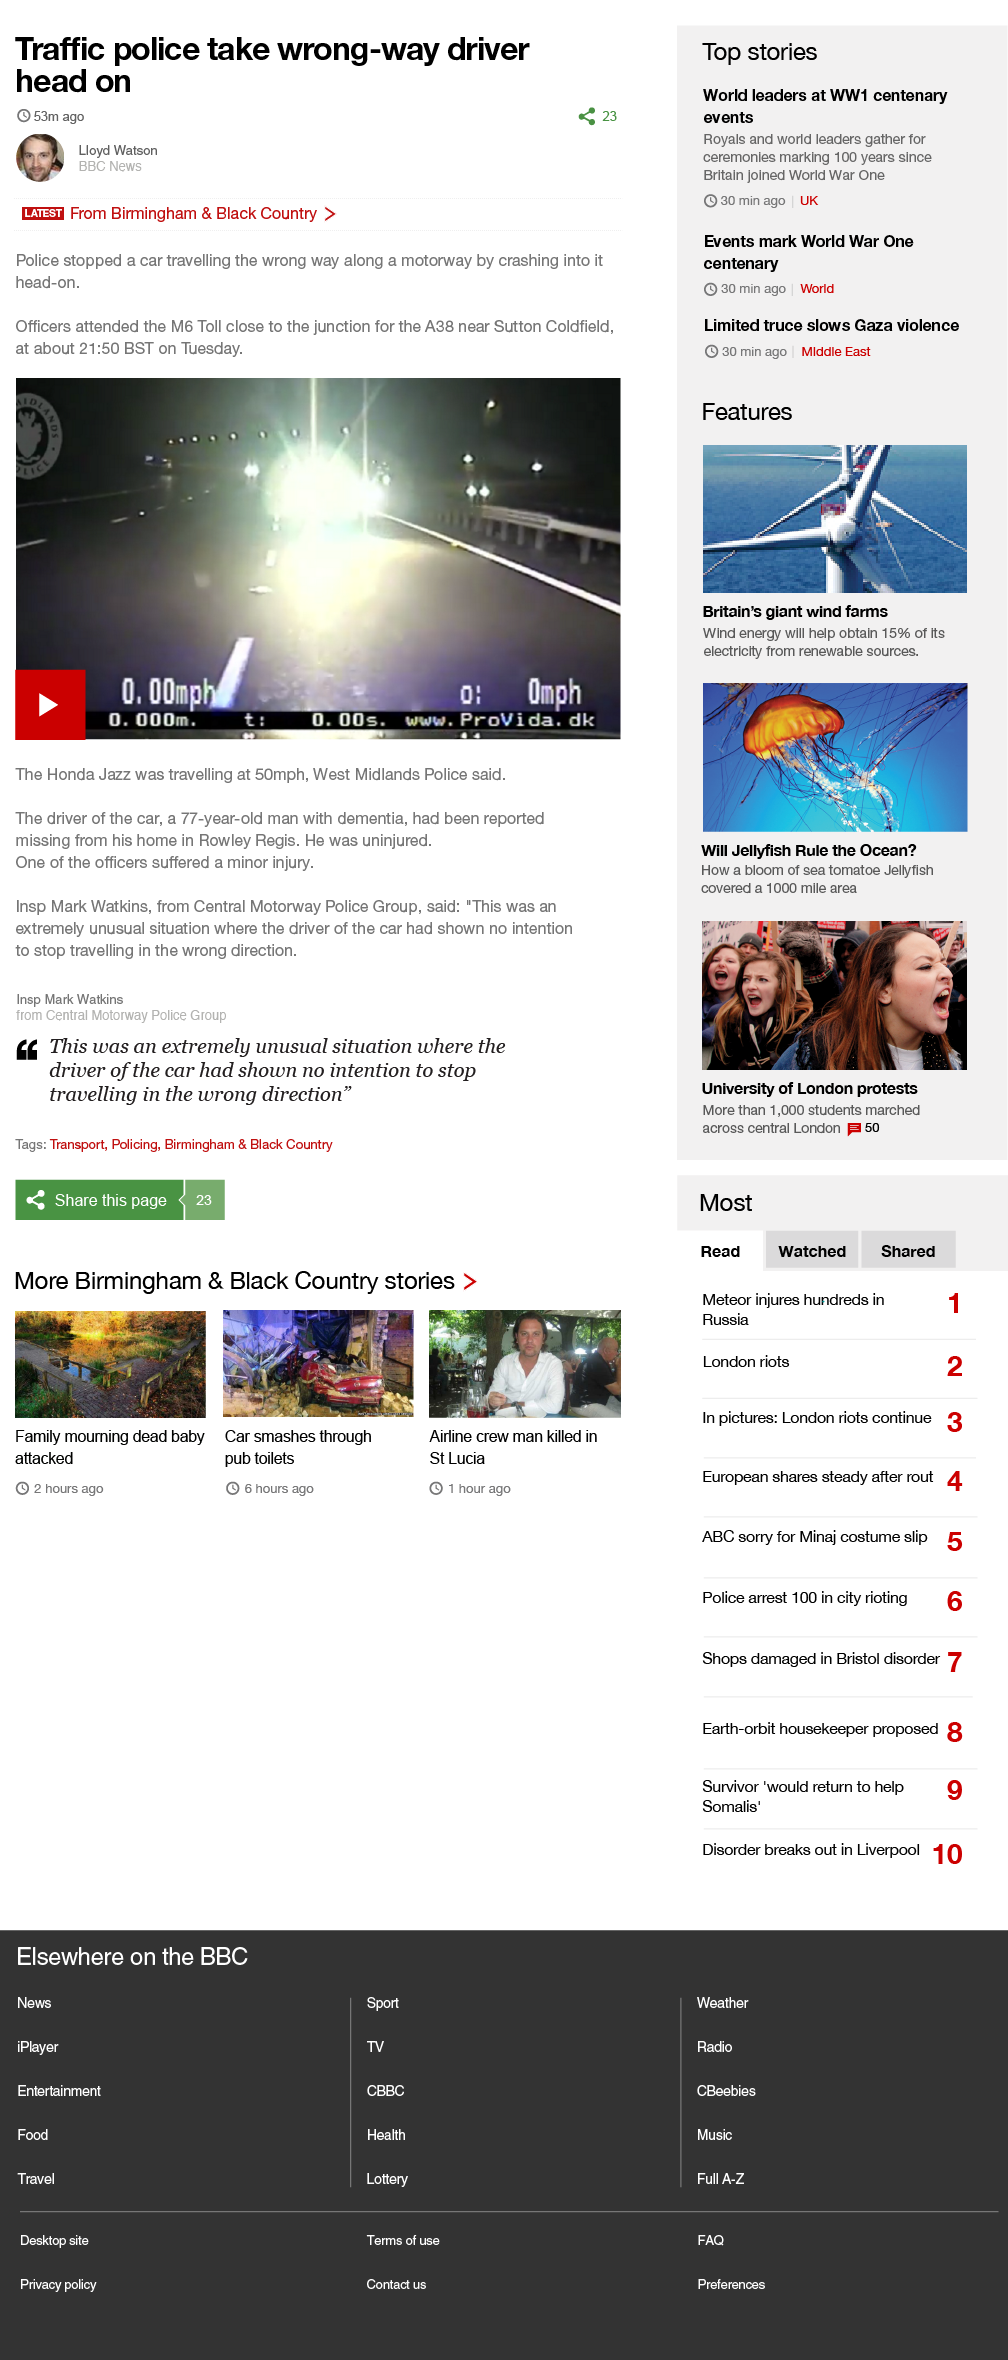 Traffic police take wrong-way driver
head on
53m ago
23
Lloyd Watson
BBC News
LATEST From Birmingham & Black Country
Police stopped a car travelling the wrong way along a motorway by crashing into it
head-on.
Officers attended the M6 Toll close to the junction for the A38 near Sutton Coldfield,
at about 21:50 BST on Tuesday.
MIDLANDS
POLICE
0.00mph o: 0mph
0.000m. t: 0.00s. www.ProVida.dk
The Honda Jazz was travelling at 50mph, West Midlands Police said.
The driver of the car, a 77-year-old man with dementia, had been reported
missing from his home in Rowley Regis. He was uninjured.
One of the officers suffered a minor injury.
Insp Mark Watkins, from Central Motorway Police Group, said: "This was an
extremely unusual situation where the driver of the car had shown no intention
to stop travelling in the wrong direction.
Insp Mark Watkins
from Central Motorway Police Group
“ This was an extremely unusual situation where the
driver of the car had shown no intention to stop
travelling in the wrong direction”
Tags: Transport, Policing, Birmingham & Black Country
Share this page 23
More Birmingham & Black Country stories
Family mourning dead baby
attacked
2 hours ago
Car smashes through
pub toilets
6 hours ago
Airline crew man killed in
St Lucia
1 hour ago
Top stories
World leaders at WW1 centenary
events
Royals and world leaders gather for
ceremonies marking 100 years since
Britain joined World War One
30 min ago | UK
Events mark World War One
centenary
30 min ago | World
Limited truce slows Gaza violence
30 min ago | Middle East
Features
Britain’s giant wind farms
Wind energy will help obtain 15% of its
electricity from renewable sources.
Will Jellyfish Rule the Ocean?
How a bloom of sea tomatoe Jellyfish
covered a 1000 mile area
University of London protests
More than 1,000 students marched
across central London 50
Most
Read Watched Shared
Meteor injures hundreds in
Russia
1
London riots 2
In pictures: London riots continue 3
European shares steady after rout 4
ABC sorry for Minaj costume slip 5
Police arrest 100 in city rioting 6
Shops damaged in Bristol disorder 7
Earth-orbit housekeeper proposed 8
Survivor 'would return to help
Somalis'
9
Disorder breaks out in Liverpool 10
Elsewhere on the BBC
News Sport Weather
iPlayer TV Radio
Entertainment CBBC CBeebies
Food Health Music
Travel Lottery Full A-Z
Desktop site Terms of use FAQ
Privacy policy Contact us Preferences